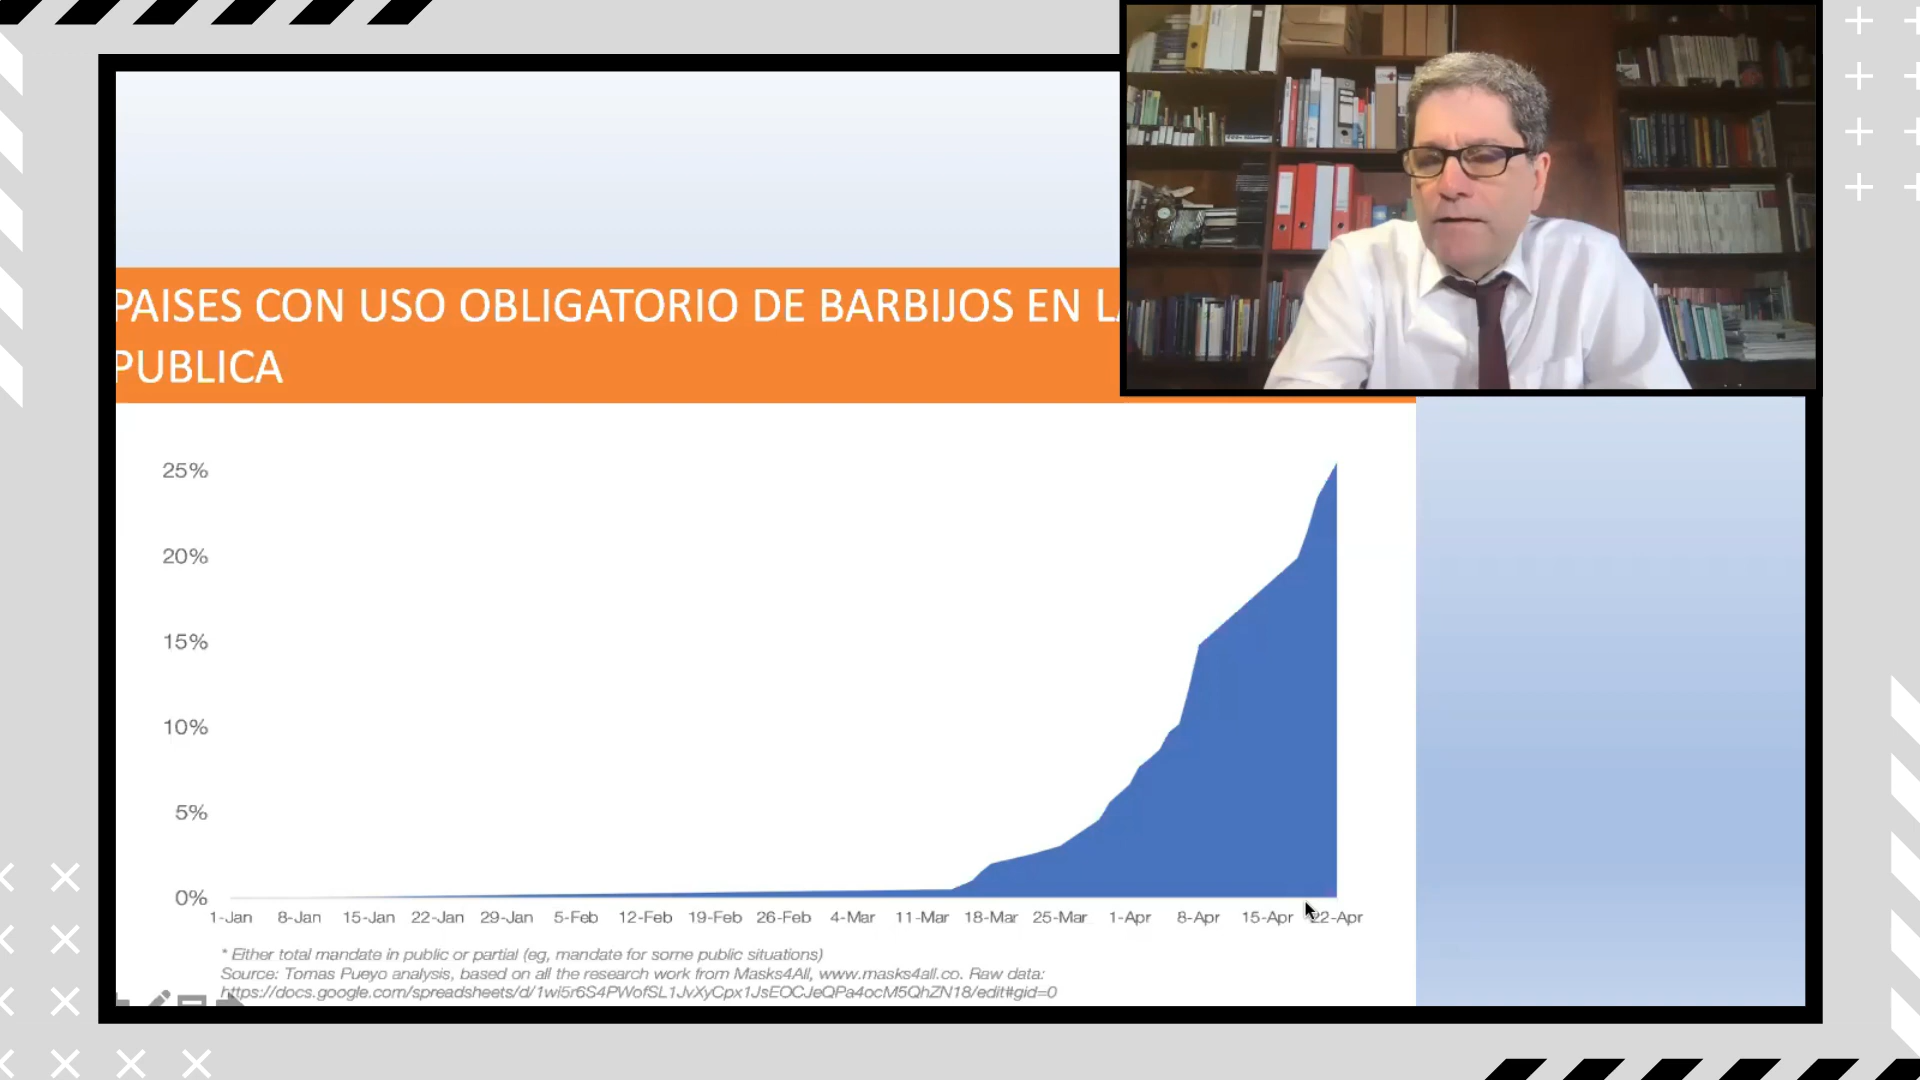 PAISES CON USO OBLIGATORIO DE BARBIJOS EN LA
PUBLICA
25%
20%
15%
10%
5%
0%
1-Jan 8-Jan 15-Jan 22-Jan 29-Jan 5-Feb 12-Feb 19-Feb 26-Feb 4-Mar 11-Mar 18-Mar 25-Mar 1-Apr 8-Apr 15-Apr 22-Apr
* Either total mandate in public or partial (eg, mandate for some public situations)
Source: Tomas Pueyo analysis, based on all the research work from Masks4All, www.masks4all.co. Raw data:
https://docs.google.com/spreadsheets/d/1wi5r6S4PWofSL1JvXyCpx1JsEOCJeQPa4ocM5QhZN18/edit#gid=0